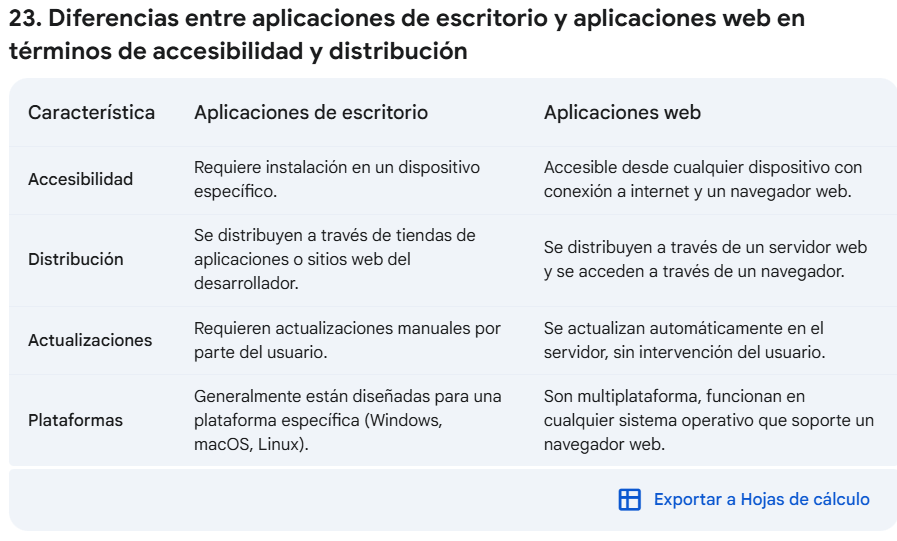 23. Diferencias entre aplicaciones de escritorio y aplicaciones web en
términos de accesibilidad y distribución
Característica Aplicaciones de escritorio Aplicaciones web
Accesibilidad
Requiere instalación en un dispositivo
específico.
Accesible desde cualquier dispositivo con
conexión a internet y un navegador web.
Distribución
Se distribuyen a través de tiendas de
aplicaciones o sitios web del
desarrollador.
Se distribuyen a través de un servidor web
y se acceden a través de un navegador.
Actualizaciones
Requieren actualizaciones manuales por
parte del usuario.
Se actualizan automáticamente en el
servidor, sin intervención del usuario.
Plataformas
Generalmente están diseñadas para una
plataforma específica (Windows,
macOS, Linux).
Son multiplataforma, funcionan en
cualquier sistema operativo que soporte un
navegador web.
Exportar a Hojas de cálculo